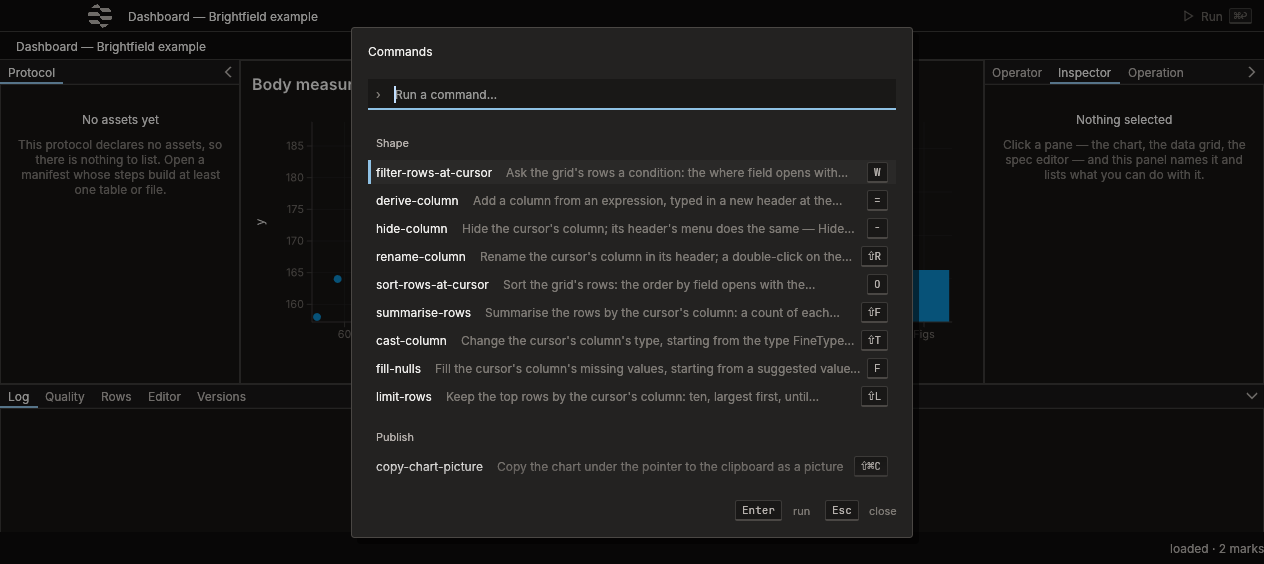 Dashboard — Brightfield example
Run ⌘↵
Dashboard — Brightfield example
Protocol
No assets yet
This protocol declares no assets, so
there is nothing to list. Open a
manifest whose steps build at least
one table or file.
Body measur
185
180
175
170
165
160
y
60
Figs
Operator Inspector Operation
Nothing selected
Click a pane — the chart, the data grid, the
spec editor — and this panel names it and
lists what you can do with it.
Commands
› Run a command...
Shape
filter-rows-at-cursor Ask the grid's rows a condition: the where field opens with... W
derive-column Add a column from an expression, typed in a new header at the... =
hide-column Hide the cursor's column; its header's menu does the same — Hide... -
rename-column Rename the cursor's column in its header; a double-click on the... ⇧R
sort-rows-at-cursor Sort the grid's rows: the order by field opens with the... O
summarise-rows Summarise the rows by the cursor's column: a count of each... ⇧F
cast-column Change the cursor's column's type, starting from the type FineType... ⇧T
fill-nulls Fill the cursor's column's missing values, starting from a suggested value... F
limit-rows Keep the top rows by the cursor's column: ten, largest first, until... ⇧L
Publish
copy-chart-picture Copy the chart under the pointer to the clipboard as a picture ⇧⌘C
Enter run Esc close
Log Quality Rows Editor Versions
loaded · 2 marks